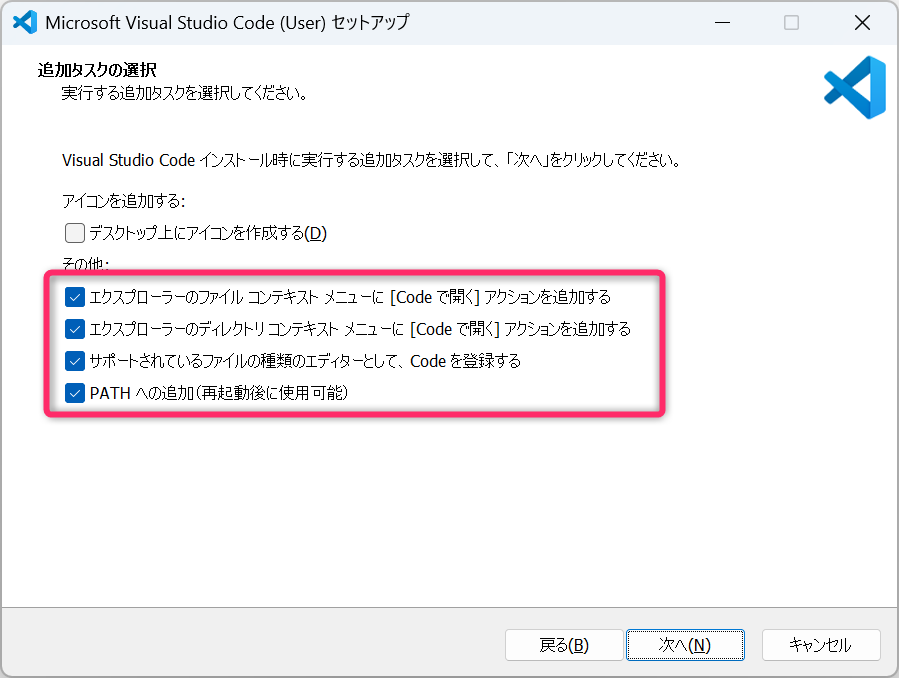 Microsoft Visual Studio Code (User) セットアップ
追加タスクの選択
実行する追加タスクを選択してください。
Visual Studio Code インストール時に実行する追加タスクを選択して、「次へ」をクリックしてください。
アイコンを追加する:
デスクトップ上にアイコンを作成する(D)
その他:
エクスプローラーのファイル コンテキスト メニューに [Code で開く] アクションを追加する
エクスプローラーのディレクトリ コンテキスト メニューに [Code で開く] アクションを追加する
サポートされているファイルの種類のエディターとして、Code を登録する
PATH への追加（再起動後に使用可能）
戻る(B) 次へ(N) キャンセル